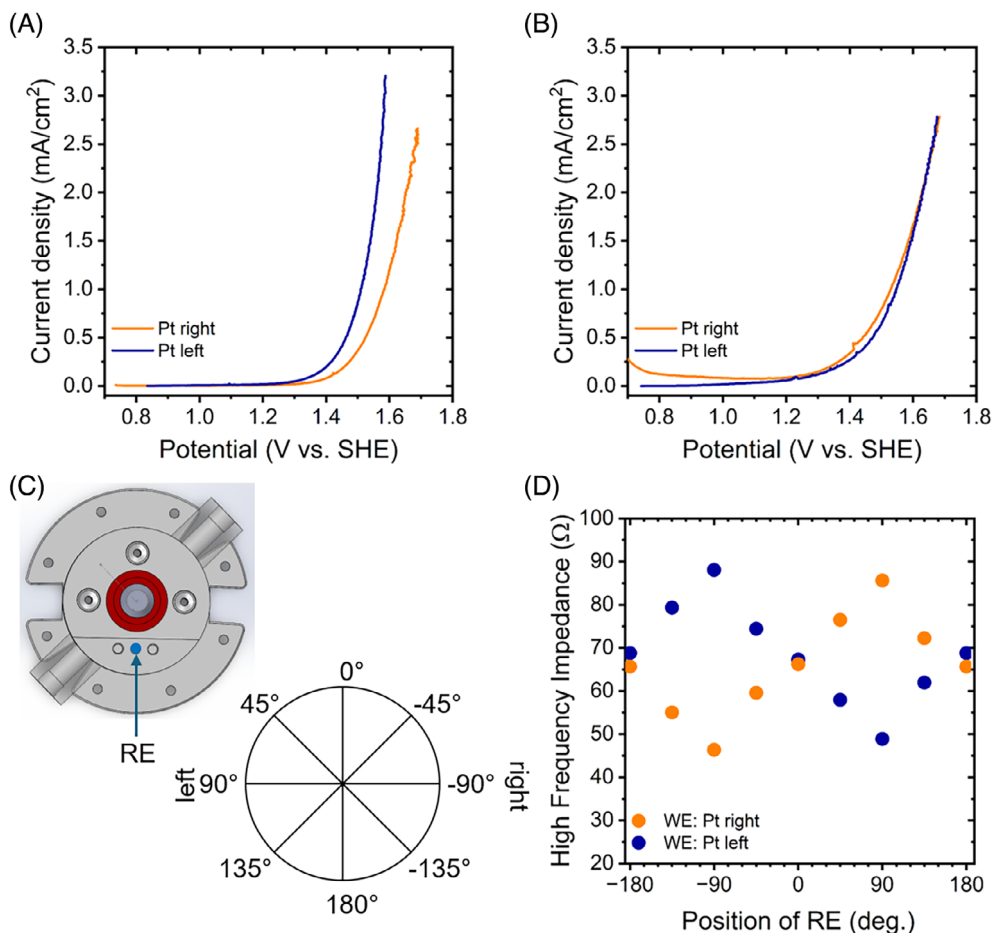 (A)
3.5
3.0
2.5
2.0
1.5
1.0
0.5
0.0
Current density (mA/cm²)
Pt right
Pt left
0.8 1.0 1.2 1.4 1.6 1.8
Potential (V vs. SHE)
(B)
3.5
3.0
2.5
2.0
1.5
1.0
0.5
0.0
Current density (mA/cm²)
Pt right
Pt left
0.8 1.0 1.2 1.4 1.6 1.8
Potential (V vs. SHE)
(C)
RE
0°
45° -45°
left 90° -90° right
135° -135°
180°
(D)
100
90
80
70
60
50
40
30
20
High Frequency Impedance (Ω)
WE: Pt right
WE: Pt left
−180 −90 0 90 180
Position of RE (deg.)